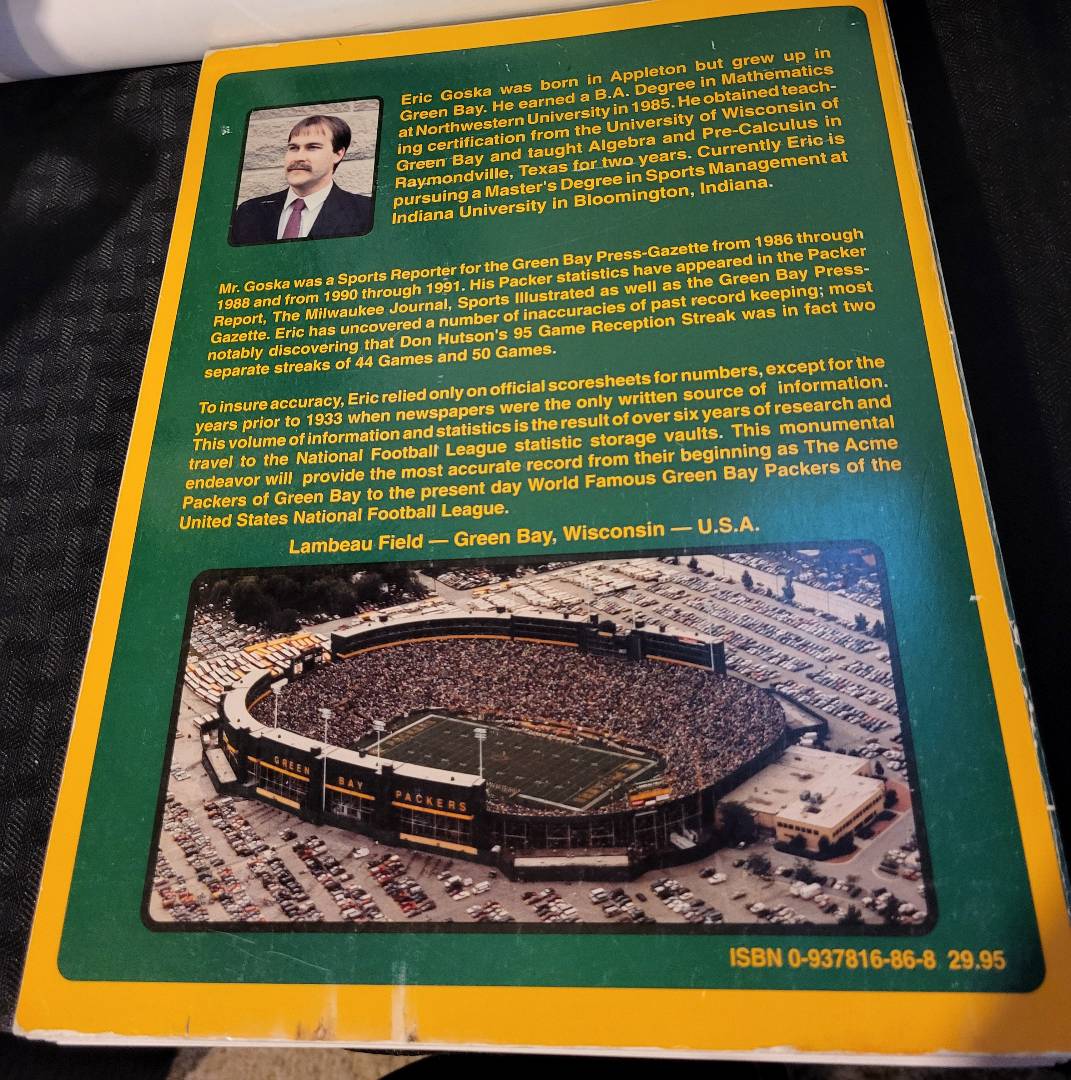 Eric Goska was born in Appleton but grew up in
Green Bay. He earned a B.A. Degree in Mathematics
at Northwestern University in 1985. He obtained teach-
ing certification from the University of Wisconsin of
Green Bay and taught Algebra and Pre-Calculus in
Raymondville, Texas for two years. Currently Eric is
pursuing a Master's Degree in Sports Management at
Indiana University in Bloomington, Indiana.
Mr. Goska was a Sports Reporter for the Green Bay Press-Gazette from 1986 through
1988 and from 1990 through 1991. His Packer statistics have appeared in the Packer
Report, The Milwaukee Journal, Sports Illustrated as well as the Green Bay Press-
Gazette. Eric has uncovered a number of inaccuracies of past record keeping; most
notably discovering that Don Hutson's 95 Game Reception Streak was in fact two
separate streaks of 44 Games and 50 Games.
To insure accuracy, Eric relied only on official scoresheets for numbers, except for the
years prior to 1933 when newspapers were the only written source of information.
This volume of information and statistics is the result of over six years of research and
travel to the National Football League statistic storage vaults. This monumental
endeavor will provide the most accurate record from their beginning as The Acme
Packers of Green Bay to the present day World Famous Green Bay Packers of the
United States National Football League.
Lambeau Field — Green Bay, Wisconsin — U.S.A.
GREEN BAY PACKERS
ISBN 0-937816-86-8 29.95